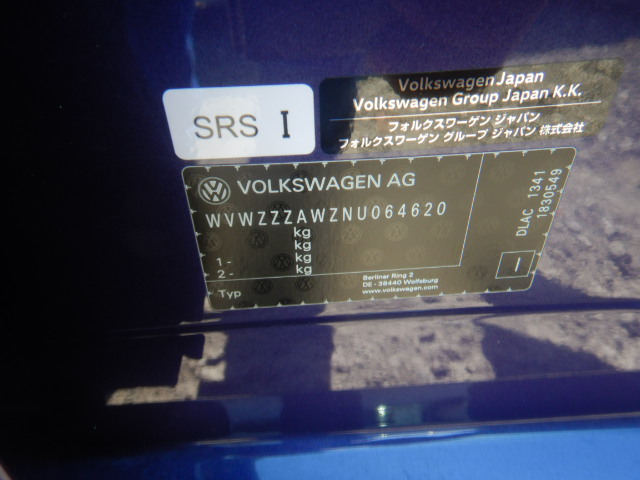 Volkswagen Japan
Volkswagen Group Japan K.K.
フォルクスワーゲン ジャパン
フォルクスワーゲン グループ ジャパン 株式会社
SRS I
VOLKSWAGEN AG
WVWZZZAWZNU064620
kg
kg
1- kg
2- kg
Typ
Berliner Ring 2
DE - 38440 Wolfsburg
www.volkswagen.com
DLAC 1341
1830549
I